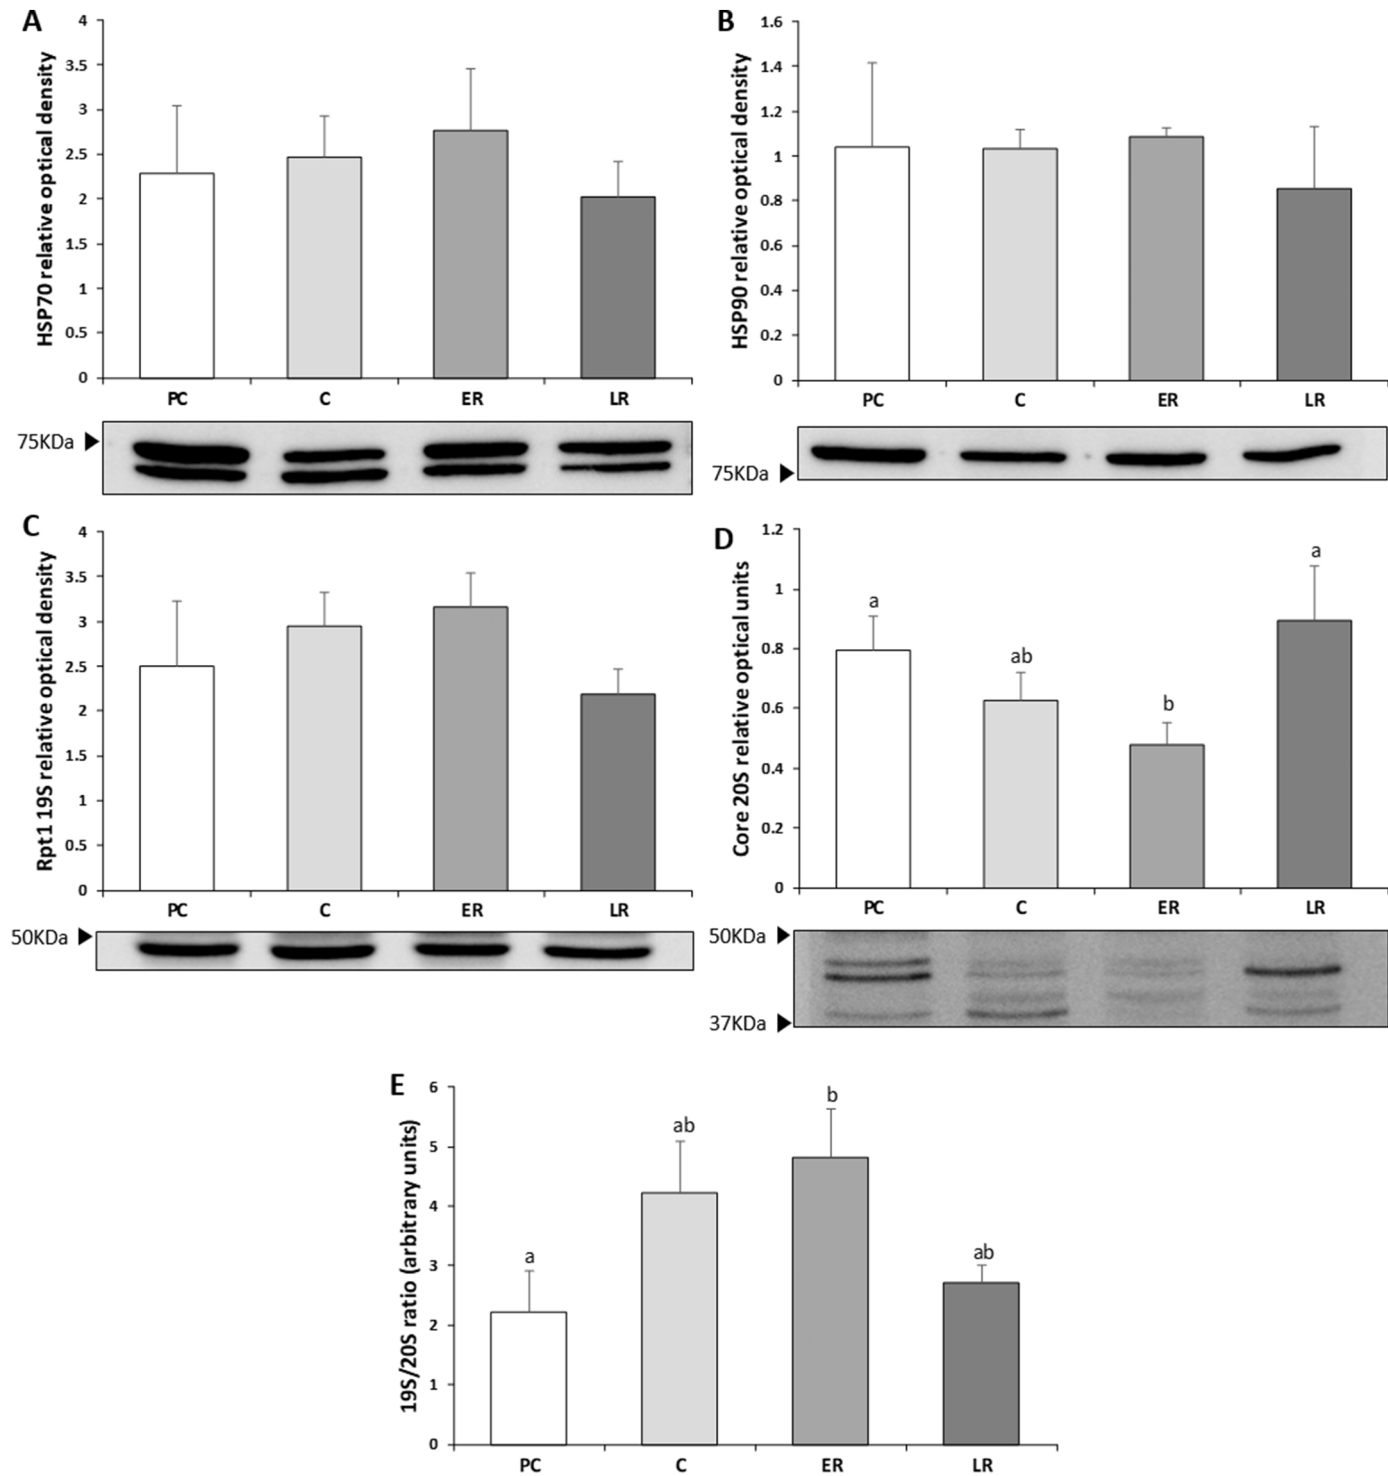 A
HSP70 relative optical density
4
3.5
3
2.5
2
1.5
1
0.5
0
PC C ER LR
75KDa
B
HSP90 relative optical density
1.6
1.4
1.2
1
0.8
0.6
0.4
0.2
0
PC C ER LR
75KDa
C
Rpt1 19S relative optical density
4
3.5
3
2.5
2
1.5
1
0.5
0
PC C ER LR
50KDa
D
Core 20S relative optical units
1.2
1
0.8
0.6
0.4
0.2
0
a ab b a
PC C ER LR
50KDa
37KDa
E
19S/20S ratio (arbitrary units)
6
5
4
3
2
1
0
a ab b ab
PC C ER LR